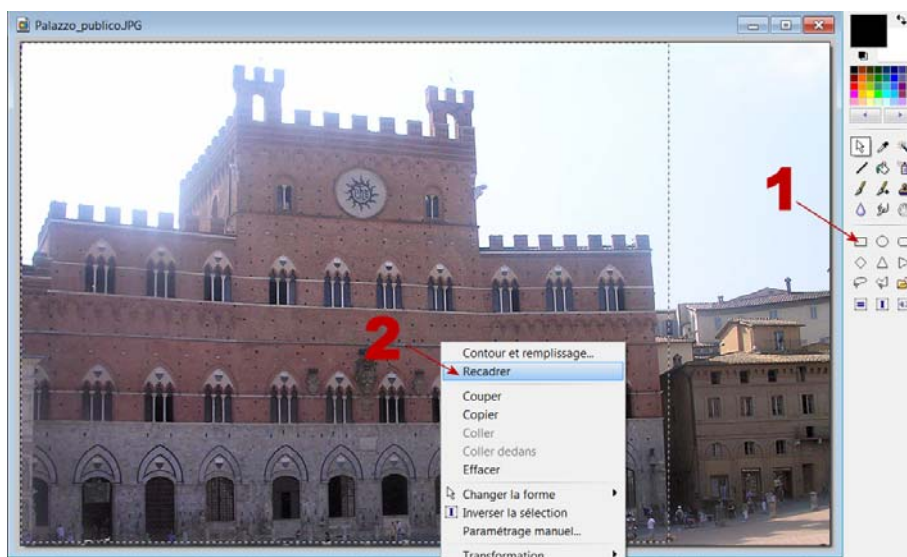 Palazzo_publico.JPG
1
2
Contour et remplissage...
Recadrer
Couper
Copier
Coller
Coller dedans
Effacer
Changer la forme
Inverser la sélection
Paramétrage manuel...
Transformation